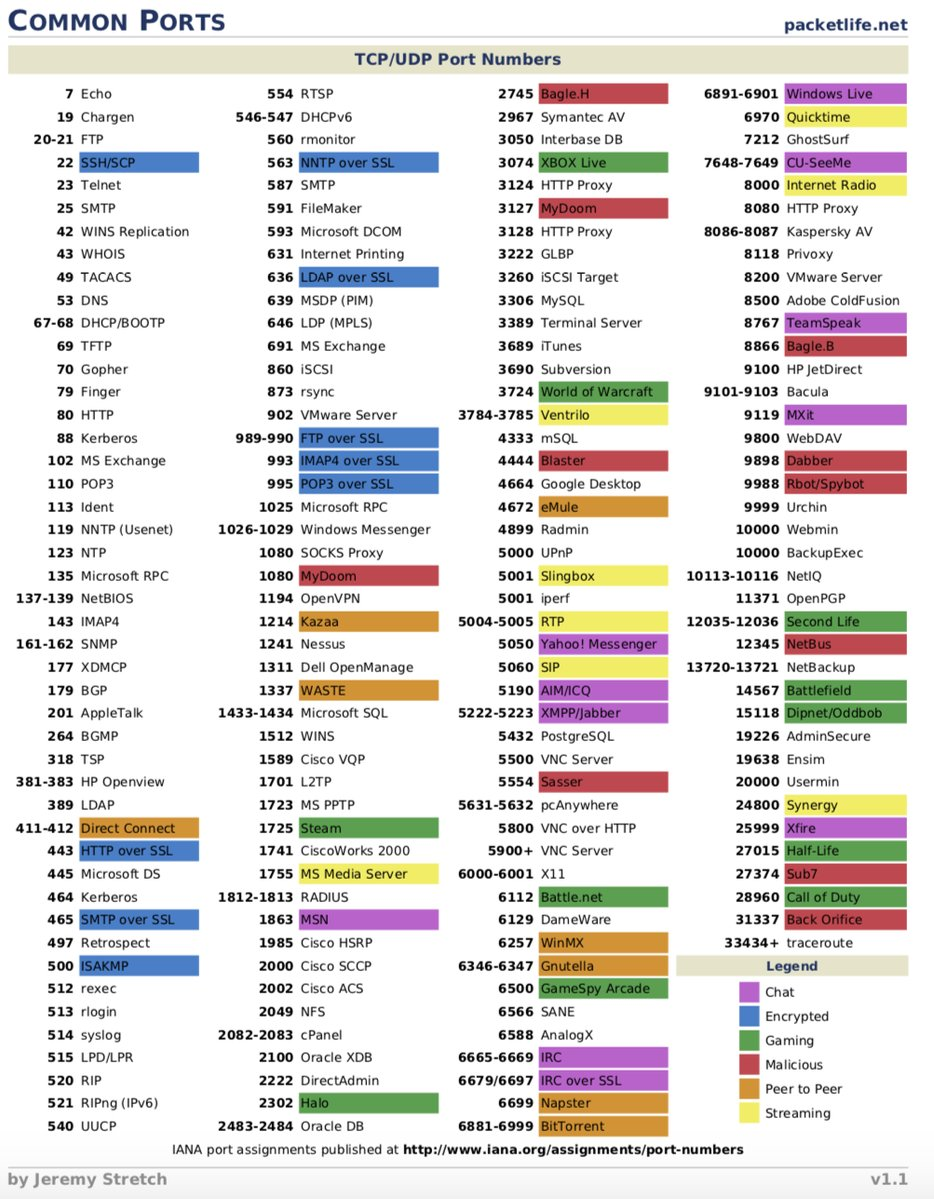 COMMON PORTS
packetlife.net
TCP/UDP Port Numbers
7 Echo
19 Chargen
20-21 FTP
22 SSH/SCP
23 Telnet
25 SMTP
42 WINS Replication
43 WHOIS
49 TACACS
53 DNS
67-68 DHCP/BOOTP
69 TFTP
70 Gopher
79 Finger
80 HTTP
88 Kerberos
102 MS Exchange
110 POP3
113 Ident
119 NNTP (Usenet)
123 NTP
135 Microsoft RPC
137-139 NetBIOS
143 IMAP4
161-162 SNMP
177 XDMCP
179 BGP
201 AppleTalk
264 BGMP
318 TSP
381-383 HP Openview
389 LDAP
411-412 Direct Connect
443 HTTP over SSL
445 Microsoft DS
464 Kerberos
465 SMTP over SSL
497 Retrospect
500 ISAKMP
512 rexec
513 rlogin
514 syslog
515 LPD/LPR
520 RIP
521 RIPng (IPv6)
540 UUCP
554 RTSP
546-547 DHCPv6
560 rmonitor
563 NNTP over SSL
587 SMTP
591 FileMaker
593 Microsoft DCOM
631 Internet Printing
636 LDAP over SSL
639 MSDP (PIM)
646 LDP (MPLS)
691 MS Exchange
860 iSCSI
873 rsync
902 VMware Server
989-990 FTP over SSL
993 IMAP4 over SSL
995 POP3 over SSL
1025 Microsoft RPC
1026-1029 Windows Messenger
1080 SOCKS Proxy
1080 MyDoom
1194 OpenVPN
1214 Kazaa
1241 Nessus
1311 Dell OpenManage
1337 WASTE
1433-1434 Microsoft SQL
1512 WINS
1589 Cisco VQP
1701 L2TP
1723 MS PPTP
1725 Steam
1741 CiscoWorks 2000
1755 MS Media Server
1812-1813 RADIUS
1863 MSN
1985 Cisco HSRP
2000 Cisco SCCP
2002 Cisco ACS
2049 NFS
2082-2083 cPanel
2100 Oracle XDB
2222 DirectAdmin
2302 Halo
2483-2484 Oracle DB
2745 Bagle.H
2967 Symantec AV
3050 Interbase DB
3074 XBOX Live
3124 HTTP Proxy
3127 MyDoom
3128 HTTP Proxy
3222 GLBP
3260 iSCSI Target
3306 MySQL
3389 Terminal Server
3689 iTunes
3690 Subversion
3724 World of Warcraft
3784-3785 Ventrilo
4333 mSQL
4444 Blaster
4664 Google Desktop
4672 eMule
4899 Radmin
5000 UPnP
5001 Slingbox
5001 iperf
5004-5005 RTP
5050 Yahoo! Messenger
5060 SIP
5190 AIM/ICQ
5222-5223 XMPP/Jabber
5432 PostgreSQL
5500 VNC Server
5554 Sasser
5631-5632 pcAnywhere
5800 VNC over HTTP
5900+ VNC Server
6000-6001 X11
6112 Battle.net
6129 DameWare
6257 WinMX
6346-6347 Gnutella
6500 GameSpy Arcade
6566 SANE
6588 AnalogX
6665-6669 IRC
6679/6697 IRC over SSL
6699 Napster
6881-6999 BitTorrent
6891-6901 Windows Live
6970 Quicktime
7212 GhostSurf
7648-7649 CU-SeeMe
8000 Internet Radio
8080 HTTP Proxy
8086-8087 Kaspersky AV
8118 Privoxy
8200 VMware Server
8500 Adobe ColdFusion
8767 TeamSpeak
8866 Bagle.B
9100 HP JetDirect
9101-9103 Bacula
9119 MXit
9800 WebDAV
9898 Dabber
9988 Rbot/Spybot
9999 Urchin
10000 Webmin
10000 BackupExec
10113-10116 NetIQ
11371 OpenPGP
12035-12036 Second Life
12345 NetBus
13720-13721 NetBackup
14567 Battlefield
15118 Dipnet/Oddbob
19226 AdminSecure
19638 Ensim
20000 Usermin
24800 Synergy
25999 Xfire
27015 Half-Life
27374 Sub7
28960 Call of Duty
31337 Back Orifice
33434+ traceroute
Legend
Chat
Encrypted
Gaming
Malicious
Peer to Peer
Streaming
IANA port assignments published at http://www.iana.org/assignments/port-numbers
by Jeremy Stretch
v1.1